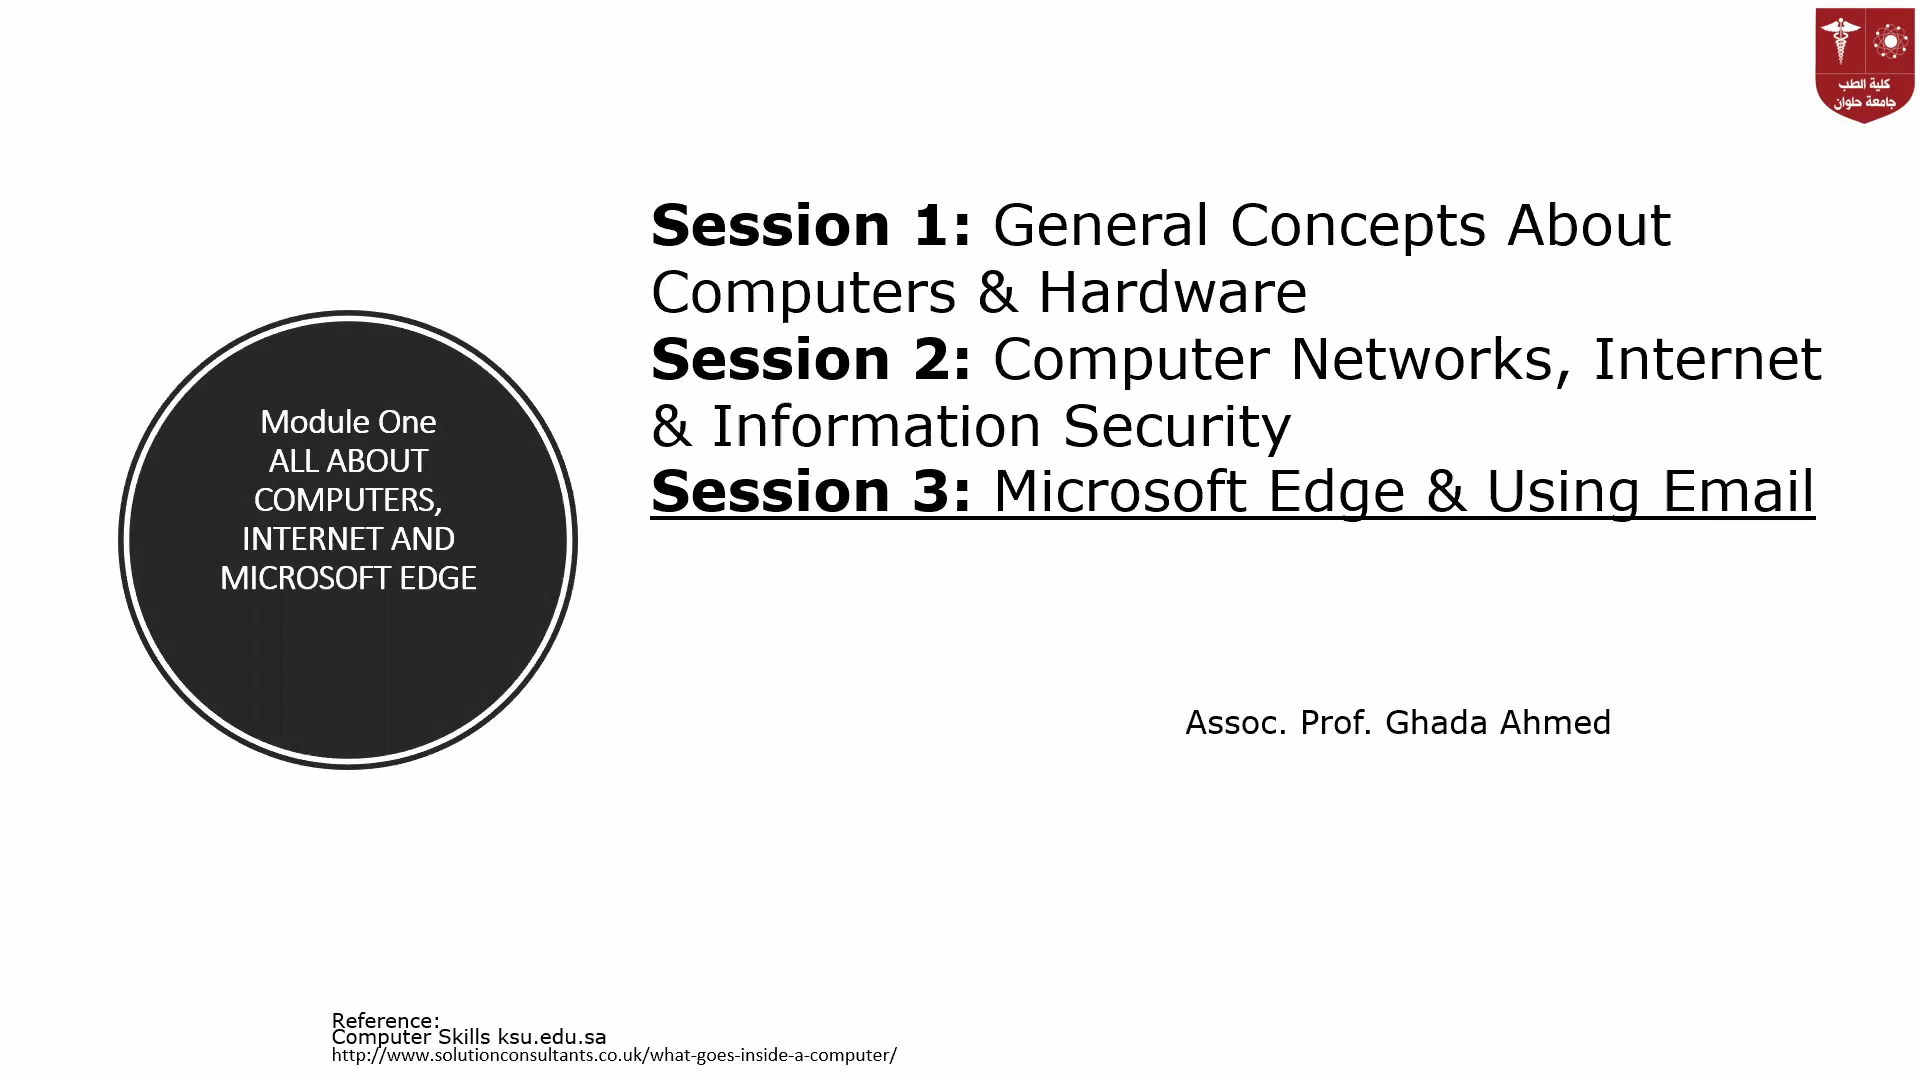 كلية الطب
جامعة حلوان
Session 1: General Concepts About
Computers & Hardware
Session 2: Computer Networks, Internet
& Information Security
Session 3: Microsoft Edge & Using Email
Module One
ALL ABOUT
COMPUTERS,
INTERNET AND
MICROSOFT EDGE
Assoc. Prof. Ghada Ahmed
Reference:
Computer Skills ksu.edu.sa
http://www.solutionconsultants.co.uk/what-goes-inside-a-computer/